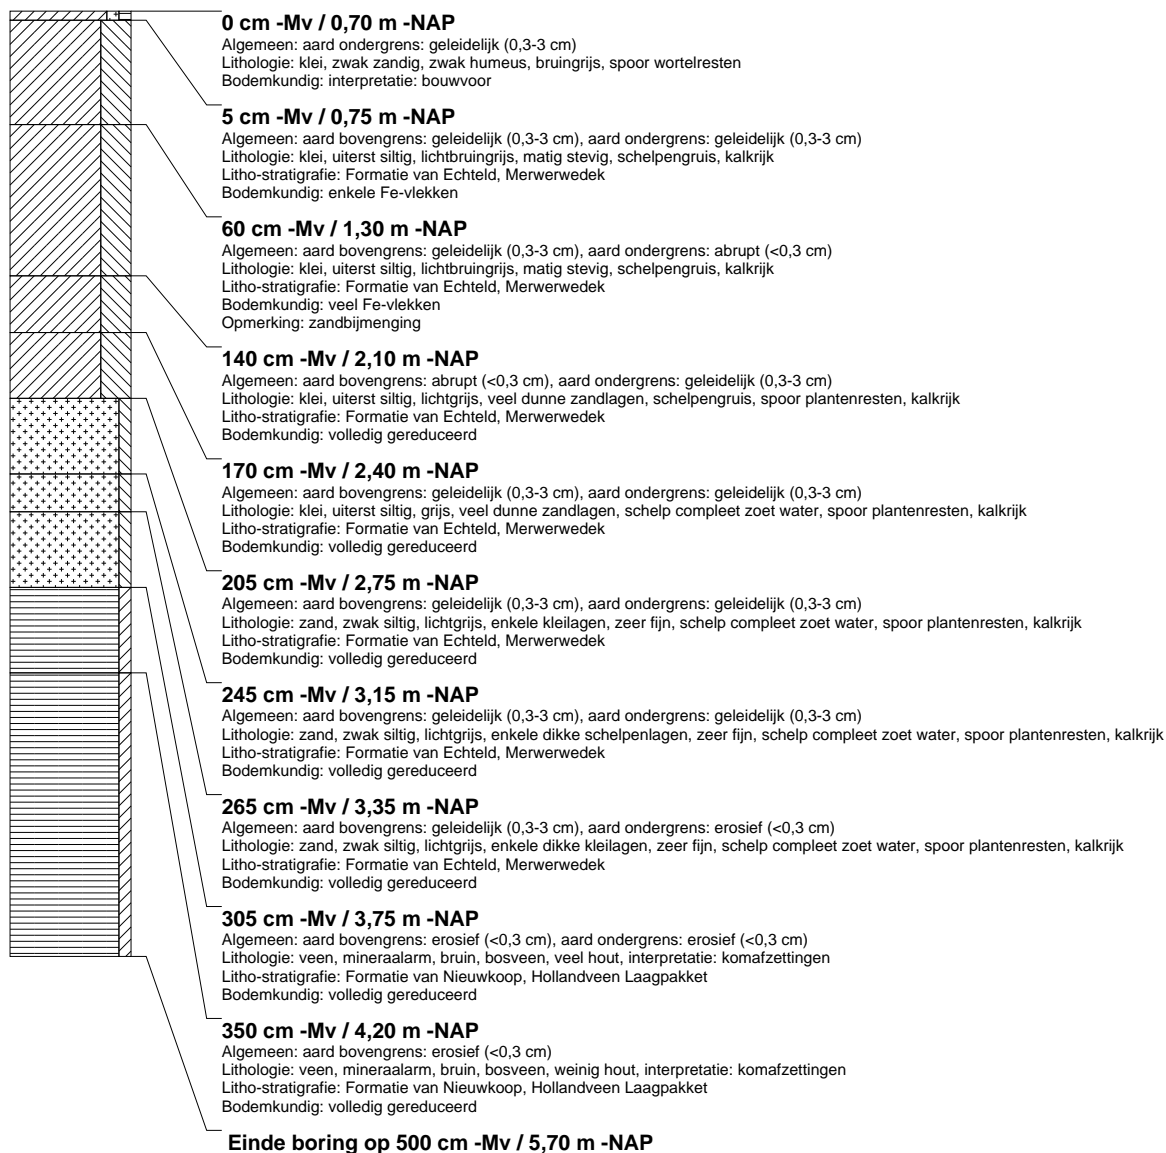 0 cm -Mv / 0,70 m -NAP
Algemeen: aard ondergrens: geleidelijk (0,3-3 cm)
Lithologie: klei, zwak zandig, zwak humeus, bruingrijs, spoor wortelresten
Bodemkundig: interpretatie: bouwvoor
5 cm -Mv / 0,75 m -NAP
Algemeen: aard bovengrens: geleidelijk (0,3-3 cm), aard ondergrens: geleidelijk (0,3-3 cm)
Lithologie: klei, uiterst siltig, lichtbruingrijs, matig stevig, schelpengruis, kalkrijk
Litho-stratigrafie: Formatie van Echteld, Merwerwedek
Bodemkundig: enkele Fe-vlekken
60 cm -Mv / 1,30 m -NAP
Algemeen: aard bovengrens: geleidelijk (0,3-3 cm), aard ondergrens: abrupt (<0,3 cm)
Lithologie: klei, uiterst siltig, lichtbruingrijs, matig stevig, schelpengruis, kalkrijk
Litho-stratigrafie: Formatie van Echteld, Merwerwedek
Bodemkundig: veel Fe-vlekken
Opmerking: zandbijmenging
140 cm -Mv / 2,10 m -NAP
Algemeen: aard bovengrens: abrupt (<0,3 cm), aard ondergrens: geleidelijk (0,3-3 cm)
Lithologie: klei, uiterst siltig, lichtgrijs, veel dunne zandlagen, schelpengruis, spoor plantenresten, kalkrijk
Litho-stratigrafie: Formatie van Echteld, Merwerwedek
Bodemkundig: volledig gereduceerd
170 cm -Mv / 2,40 m -NAP
Algemeen: aard bovengrens: geleidelijk (0,3-3 cm), aard ondergrens: geleidelijk (0,3-3 cm)
Lithologie: klei, uiterst siltig, grijs, veel dunne zandlagen, schelp compleet zoet water, spoor plantenresten, kalkrijk
Litho-stratigrafie: Formatie van Echteld, Merwerwedek
Bodemkundig: volledig gereduceerd
205 cm -Mv / 2,75 m -NAP
Algemeen: aard bovengrens: geleidelijk (0,3-3 cm), aard ondergrens: geleidelijk (0,3-3 cm)
Lithologie: zand, zwak siltig, lichtgrijs, enkele kleilagen, zeer fijn, schelp compleet zoet water, spoor plantenresten, kalkrijk
Litho-stratigrafie: Formatie van Echteld, Merwerwedek
Bodemkundig: volledig gereduceerd
245 cm -Mv / 3,15 m -NAP
Algemeen: aard bovengrens: geleidelijk (0,3-3 cm), aard ondergrens: geleidelijk (0,3-3 cm)
Lithologie: zand, zwak siltig, lichtgrijs, enkele dikke schelpenlagen, zeer fijn, schelp compleet zoet water, spoor plantenresten, kalkrijk
Litho-stratigrafie: Formatie van Echteld, Merwerwedek
Bodemkundig: volledig gereduceerd
265 cm -Mv / 3,35 m -NAP
Algemeen: aard bovengrens: geleidelijk (0,3-3 cm), aard ondergrens: erosief (<0,3 cm)
Lithologie: zand, zwak siltig, lichtgrijs, enkele dikke kleilagen, zeer fijn, schelp compleet zoet water, spoor plantenresten, kalkrijk
Litho-stratigrafie: Formatie van Echteld, Merwerwedek
Bodemkundig: volledig gereduceerd
305 cm -Mv / 3,75 m -NAP
Algemeen: aard bovengrens: erosief (<0,3 cm), aard ondergrens: erosief (<0,3 cm)
Lithologie: veen, mineraalarm, bruin, bosveen, veel hout, interpretatie: komafzettingen
Litho-stratigrafie: Formatie van Nieuwkoop, Hollandveen Laagpakket
Bodemkundig: volledig gereduceerd
350 cm -Mv / 4,20 m -NAP
Algemeen: aard bovengrens: erosief (<0,3 cm)
Lithologie: veen, mineraalarm, bruin, bosveen, weinig hout, interpretatie: komafzettingen
Litho-stratigrafie: Formatie van Nieuwkoop, Hollandveen Laagpakket
Bodemkundig: volledig gereduceerd
Einde boring op 500 cm -Mv / 5,70 m -NAP